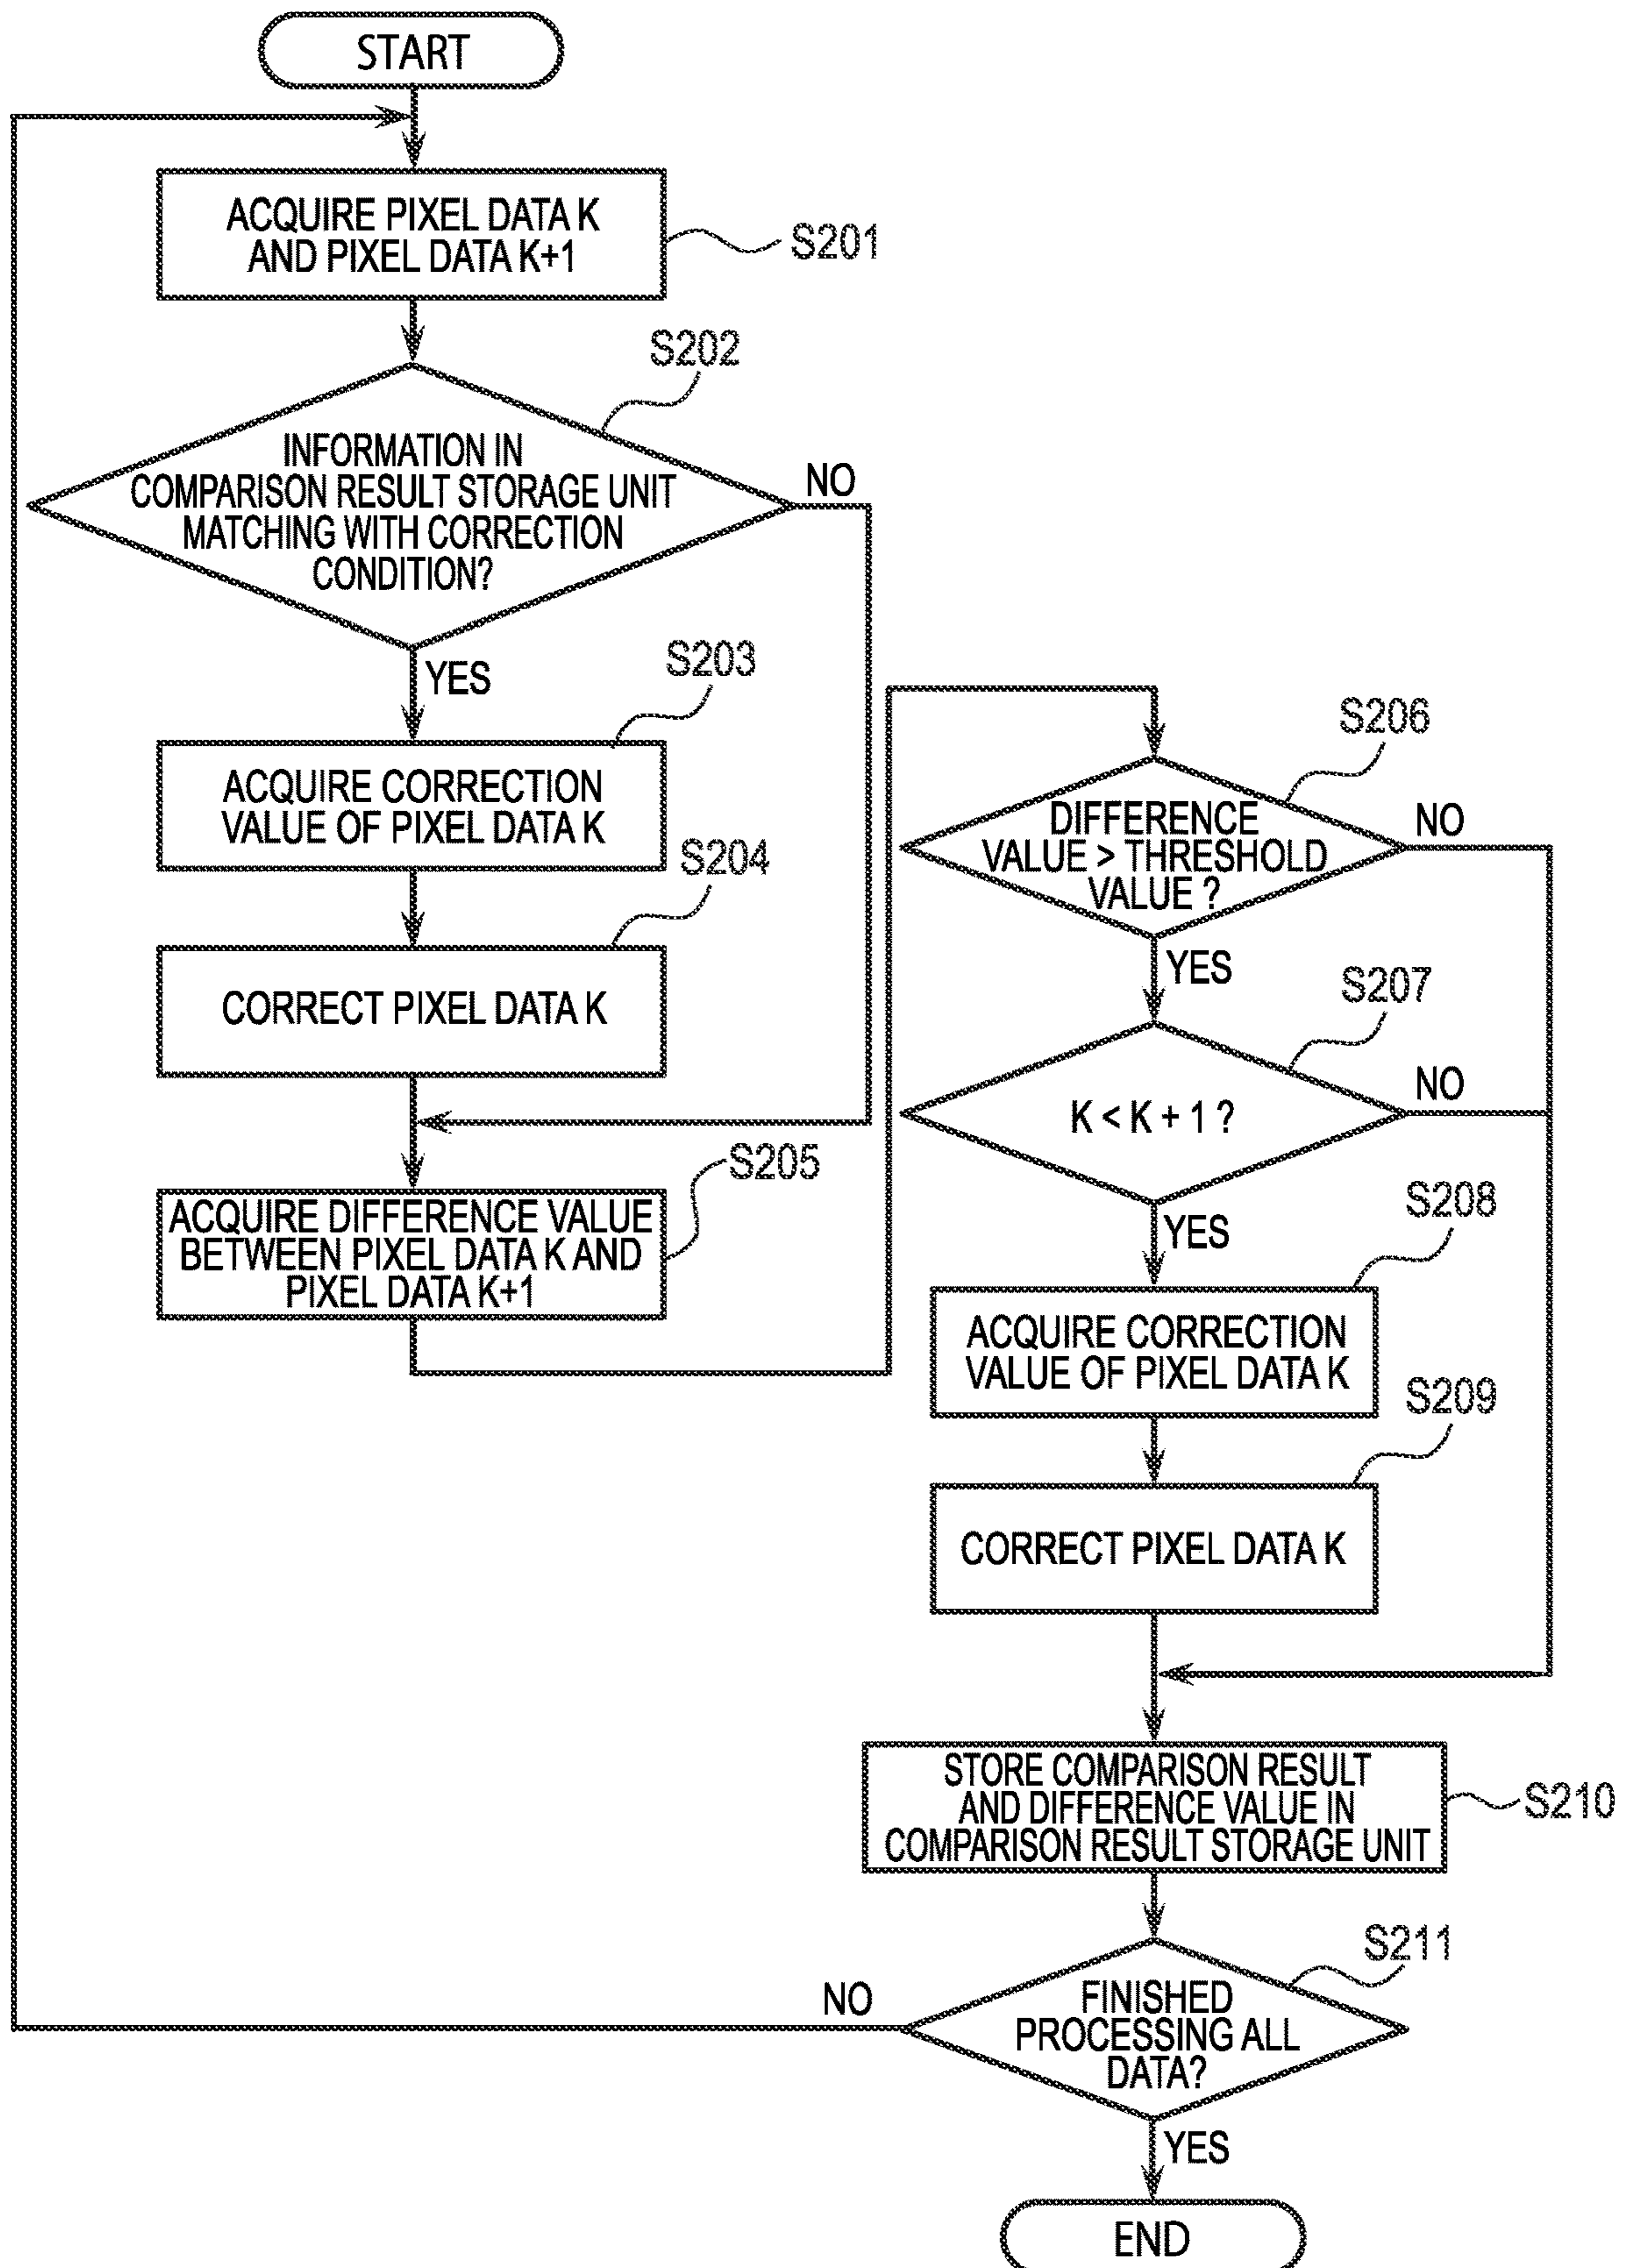 START
ACQUIRE PIXEL DATA K
AND PIXEL DATA K+1
S201
S202
INFORMATION IN
COMPARISON RESULT STORAGE UNIT
MATCHING WITH CORRECTION
CONDITION?
NO
YES
S203
ACQUIRE CORRECTION
VALUE OF PIXEL DATA K
S204
CORRECT PIXEL DATA K
S205
ACQUIRE DIFFERENCE VALUE
BETWEEN PIXEL DATA K AND
PIXEL DATA K+1
S206
DIFFERENCE
VALUE > THRESHOLD
VALUE ?
NO
YES
S207
K < K + 1 ?
NO
YES
S208
ACQUIRE CORRECTION
VALUE OF PIXEL DATA K
S209
CORRECT PIXEL DATA K
STORE COMPARISON RESULT
AND DIFFERENCE VALUE IN
COMPARISON RESULT STORAGE UNIT
S210
S211
FINISHED
PROCESSING ALL
DATA?
NO
YES
END